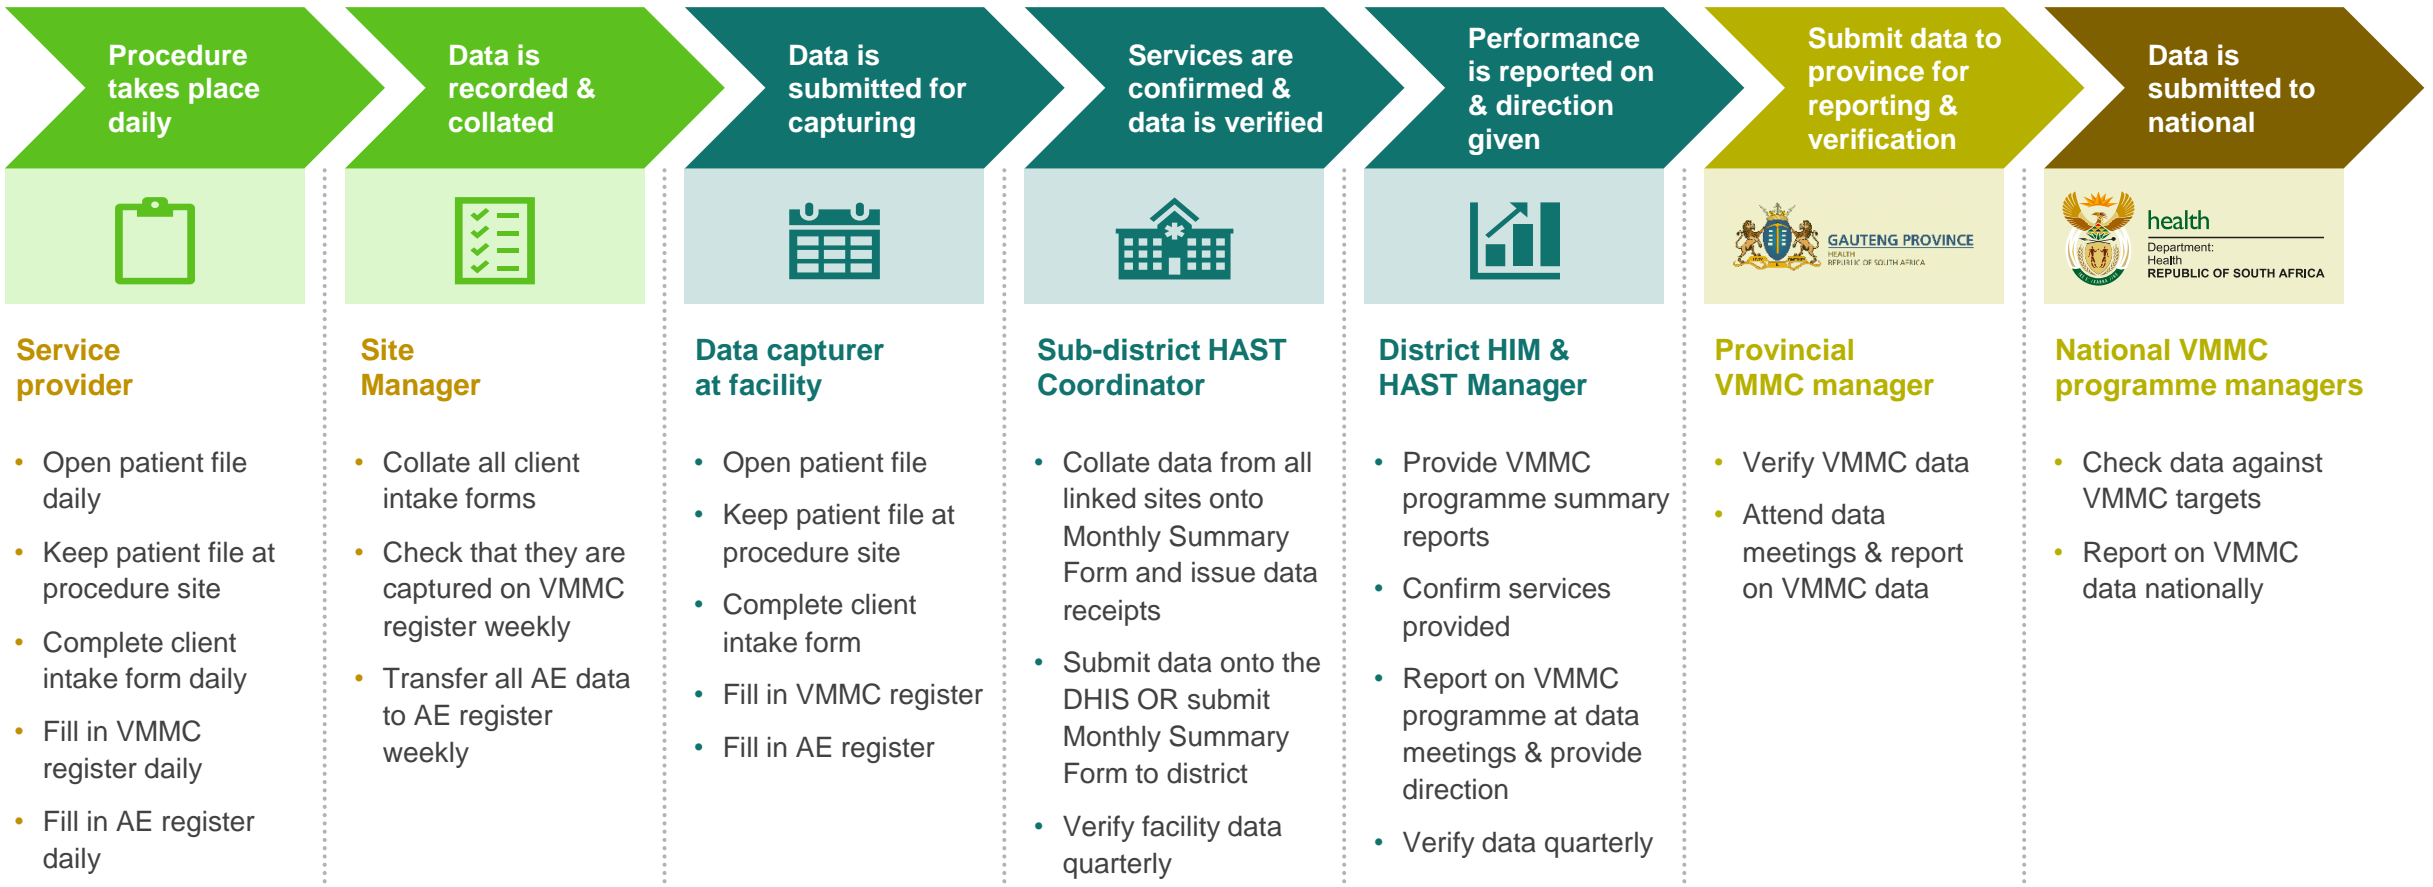 Procedure
takes place
daily
Data is
recorded &
collated
Data is
submitted for
capturing
Services are
confirmed &
data is verified
Performance
is reported on
& direction
given
Submit data to
province for
reporting &
verification
Data is
submitted to
national
GAUTENG PROVINCE
HEALTH
REPUBLIC OF SOUTH AFRICA
health
Department:
Health
REPUBLIC OF SOUTH AFRICA
Service
provider
• Open patient file
daily
• Keep patient file at
procedure site
• Complete client
intake form daily
• Fill in VMMC
register daily
• Fill in AE register
daily
Site
Manager
• Collate all client
intake forms
• Check that they are
captured on VMMC
register weekly
• Transfer all AE data
to AE register
weekly
Data capturer
at facility
• Open patient file
• Keep patient file at
procedure site
• Complete client
intake form
• Fill in VMMC register
• Fill in AE register
Sub-district HAST
Coordinator
• Collate data from all
linked sites onto
Monthly Summary
Form and issue data
receipts
• Submit data onto the
DHIS OR submit
Monthly Summary
Form to district
• Verify facility data
quarterly
District HIM &
HAST Manager
• Provide VMMC
programme summary
reports
• Confirm services
provided
• Report on VMMC
programme at data
meetings & provide
direction
• Verify data quarterly
Provincial
VMMC manager
• Verify VMMC data
• Attend data
meetings & report
on VMMC data
National VMMC
programme managers
• Check data against
VMMC targets
• Report on VMMC
data nationally